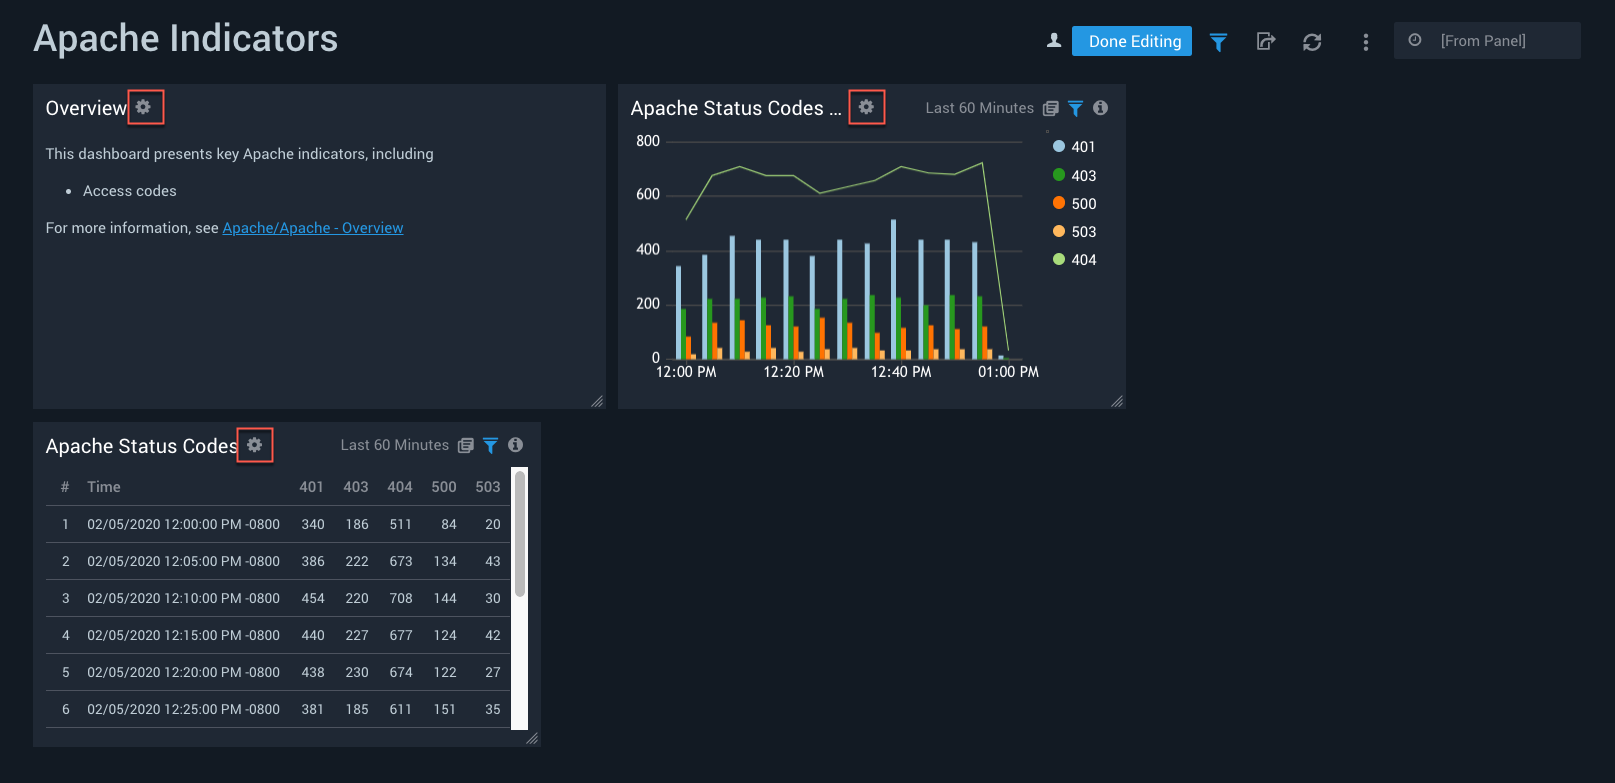 Apache Indicators
Done Editing
[From Panel]
Overview
This dashboard presents key Apache indicators, including
• Access codes
For more information, see Apache/Apache - Overview
Apache Status Codes ...
Last 60 Minutes
800
600
400
200
0
12:00 PM 12:20 PM 12:40 PM 01:00 PM
401
403
500
503
404
Apache Status Codes
Last 60 Minutes
# Time 401 403 404 500 503
1 02/05/2020 12:00:00 PM -0800 340 186 511 84 20
2 02/05/2020 12:05:00 PM -0800 386 222 673 134 43
3 02/05/2020 12:10:00 PM -0800 454 220 708 144 30
4 02/05/2020 12:15:00 PM -0800 440 227 677 124 42
5 02/05/2020 12:20:00 PM -0800 438 230 674 122 27
6 02/05/2020 12:25:00 PM -0800 381 185 611 151 35